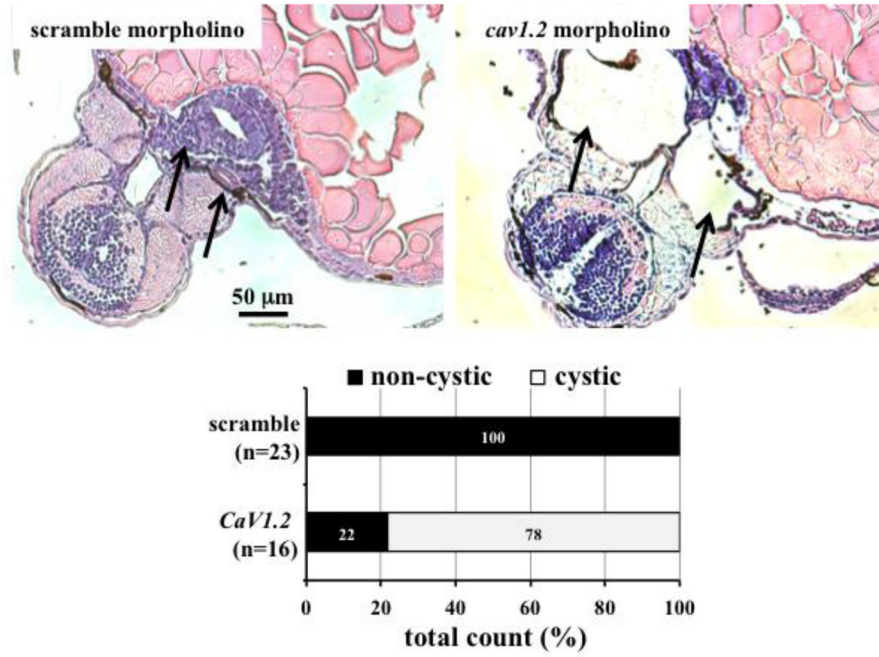 scramble morpholino
cav1.2 morpholino
50 μm
non-cystic cystic
scramble
(n=23)
100
CaV1.2
(n=16)
22 78
0 20 40 60 80 100
total count (%)